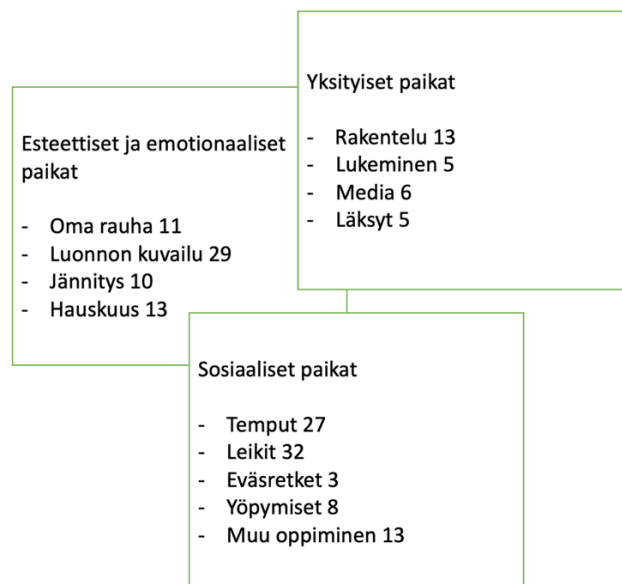 Yksityiset paikat
- Rakentelu 13
- Lukeminen 5
- Media 6
- Läksyt 5
Esteettiset ja emotionaaliset
paikat
- Oma rauha 11
- Luonnon kuvailu 29
- Jännitys 10
- Hauskuus 13
Sosiaaliset paikat
- Temput 27
- Leikit 32
- Eväsretket 3
- Yöpymiset 8
- Muu oppiminen 13